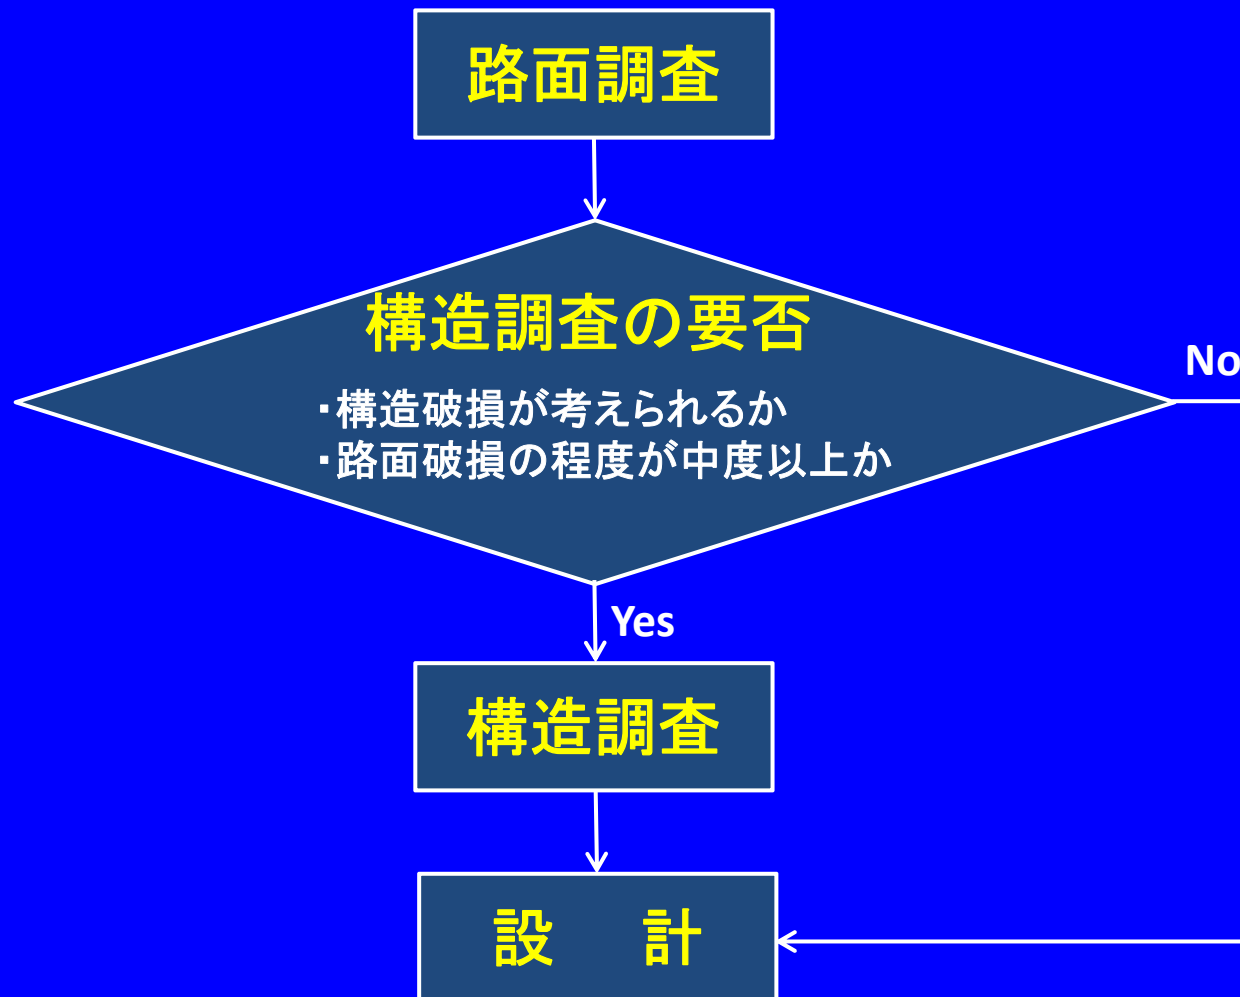 路面調査
構造調査の要否
No
・構造破損が考えられるか
・路面破損の程度が中度以上か
Yes
構造調査
設　計